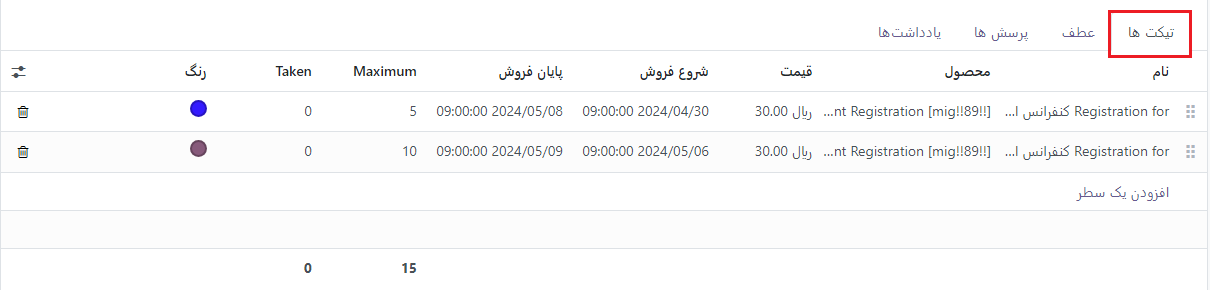 تیکت ها عطف پرسش ها یادداشت‌ها
نام محصول قیمت شروع فروش پایان فروش Maximum Taken رنگ
Registration for کنفرانس ا... nt Registration [mig!!89!!]... 30.00 ریال 2024/04/30 09:00:00 2024/05/08 09:00:00 5 0
Registration for کنفرانس ا... nt Registration [mig!!89!!]... 30.00 ریال 2024/05/06 09:00:00 2024/05/09 09:00:00 10 0
افزودن یک سطر
15 0